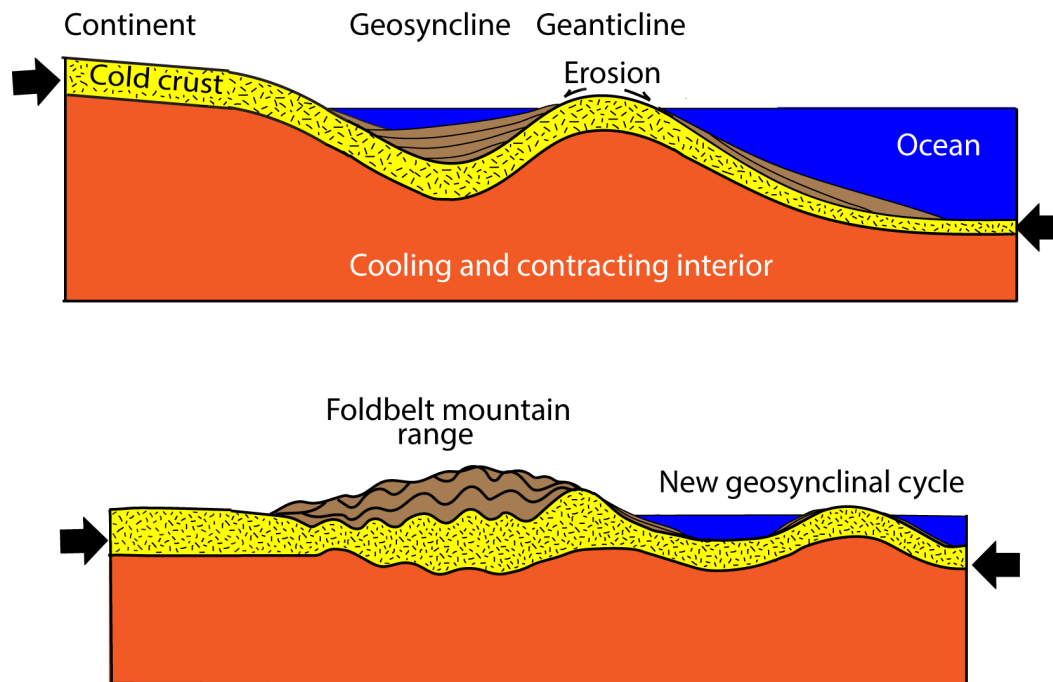 Continent Geosyncline Geanticline
Cold crust
Erosion
Ocean
Cooling and contracting interior
Foldbelt mountain
range
New geosynclinal cycle